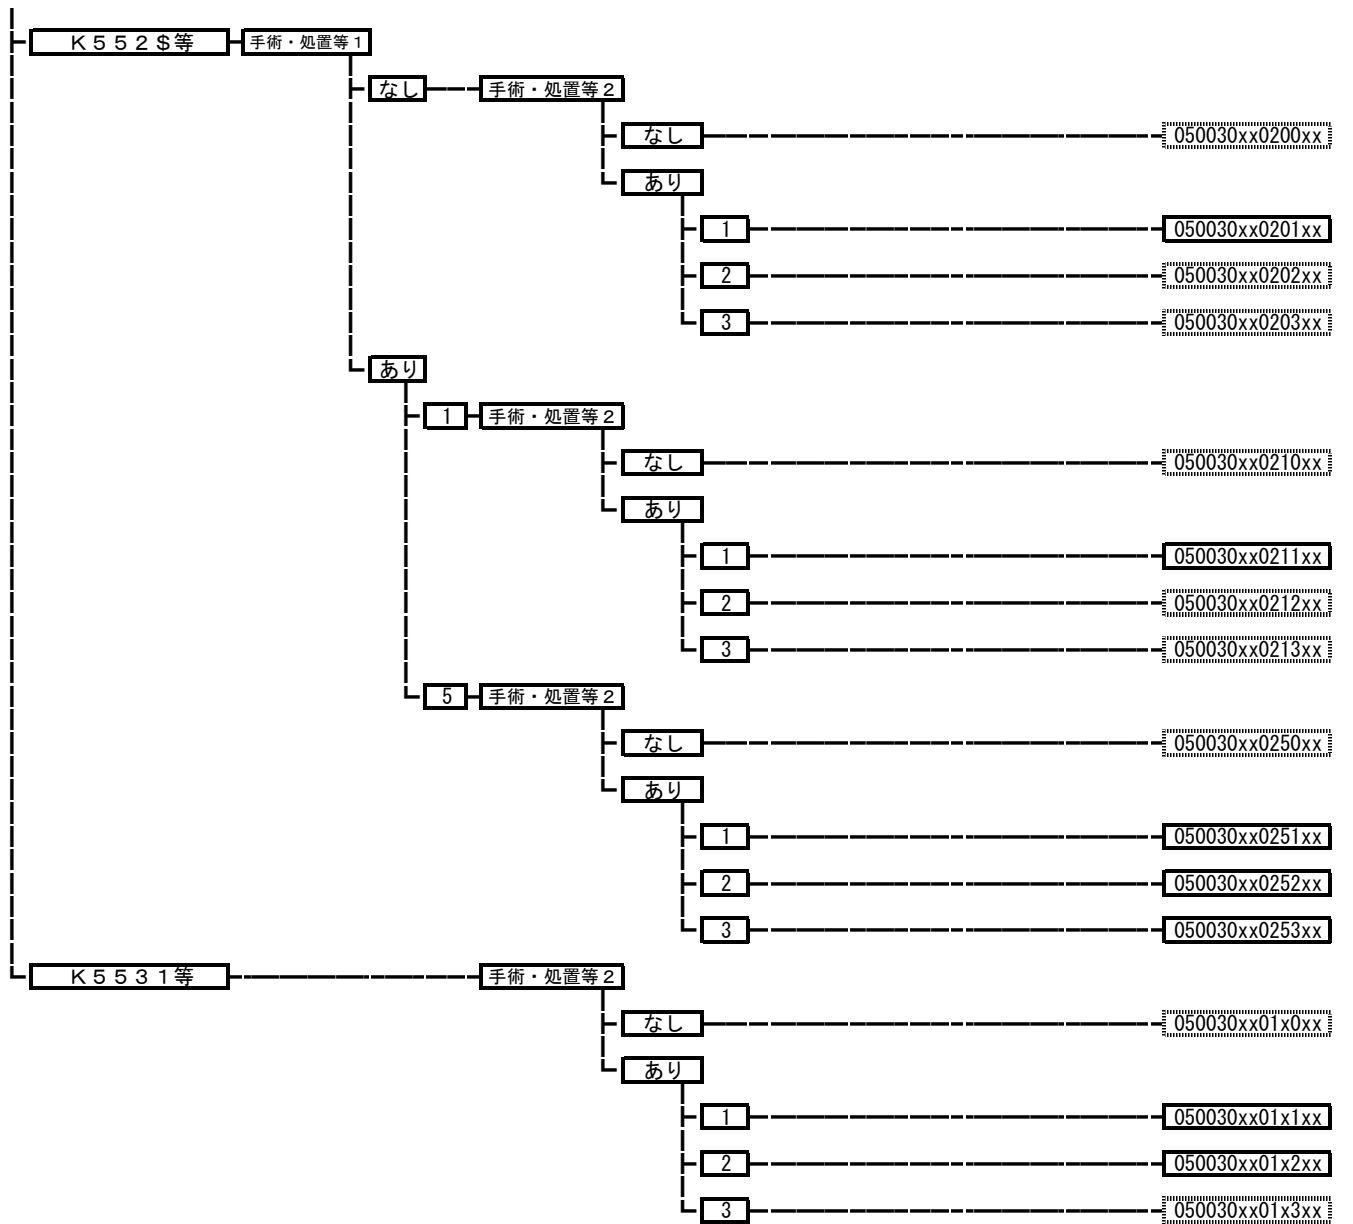 K552$等 手術・処置等1
なし 手術・処置等2
なし 050030xx0200xx
あり
1 050030xx0201xx
2 050030xx0202xx
3 050030xx0203xx
あり
1 手術・処置等2
なし 050030xx0210xx
あり
1 050030xx0211xx
2 050030xx0212xx
3 050030xx0213xx
5 手術・処置等2
なし 050030xx0250xx
あり
1 050030xx0251xx
2 050030xx0252xx
3 050030xx0253xx
K5531等 手術・処置等2
なし 050030xx01x0xx
あり
1 050030xx01x1xx
2 050030xx01x2xx
3 050030xx01x3xx